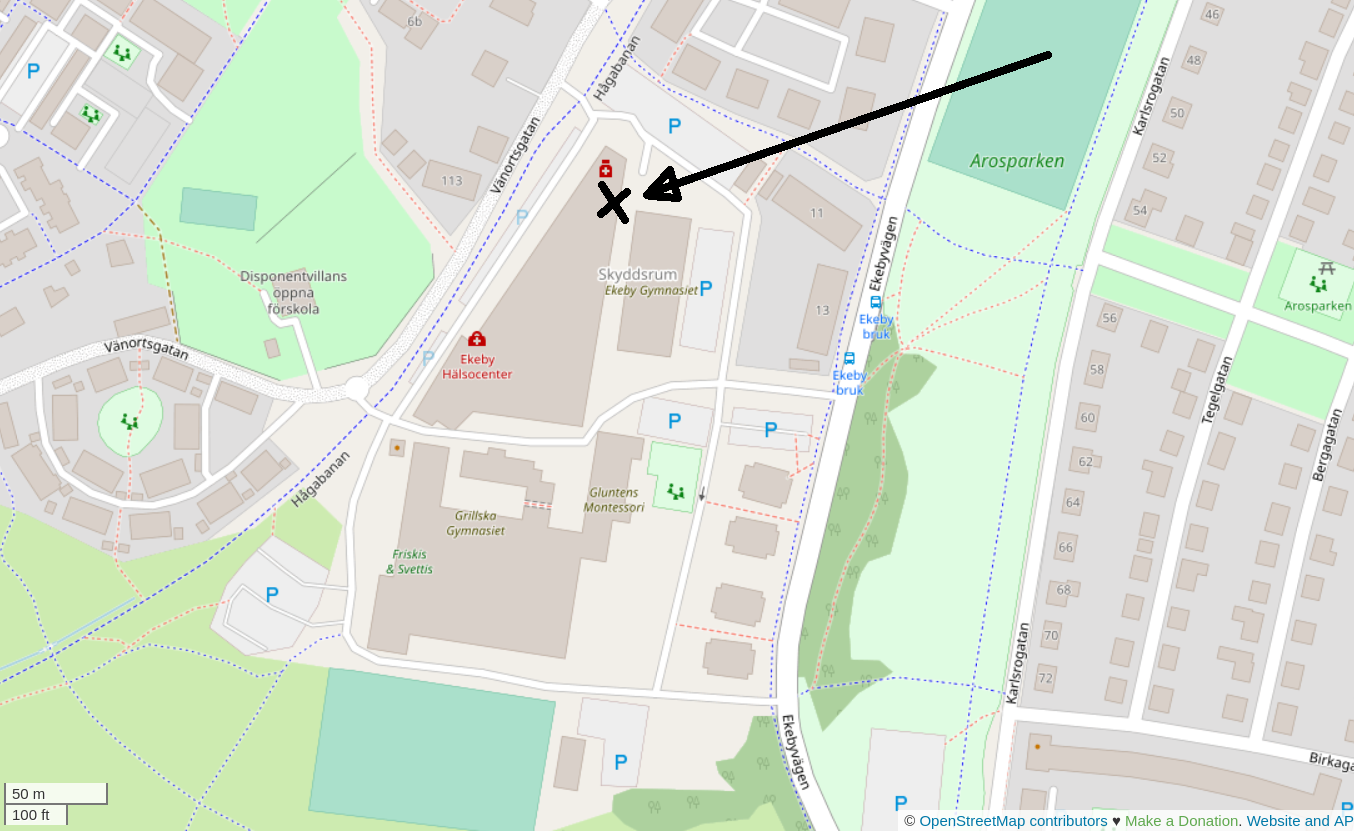 6b
46
P
Hågabanan
48
Karlsrogatan
50
P
Vänortsgatan
Arosparken
52
113
54
11
P
Ekebyvägen
Skyddsrum
Disponentvillans
öppna
förskola
Ekeby Gymnasiet
P
13
Ekeby
bruk
Arosparken
56
Vänortsgatan
P
Ekeby
Hälsocenter
Ekeby
bruk
58
Tegelgatan
60
P
P
Bergagatan
62
Hågabanan
Gluntens
Montessori
64
Grillska
Gymnasiet
66
Friskis
& Svettis
P
68
70
Karlsrogatan
72
Ekebyvägen
P
Birkaga
50 m
P
P
100 ft
© OpenStreetMap contributors ♥ Make a Donation. Website and AP